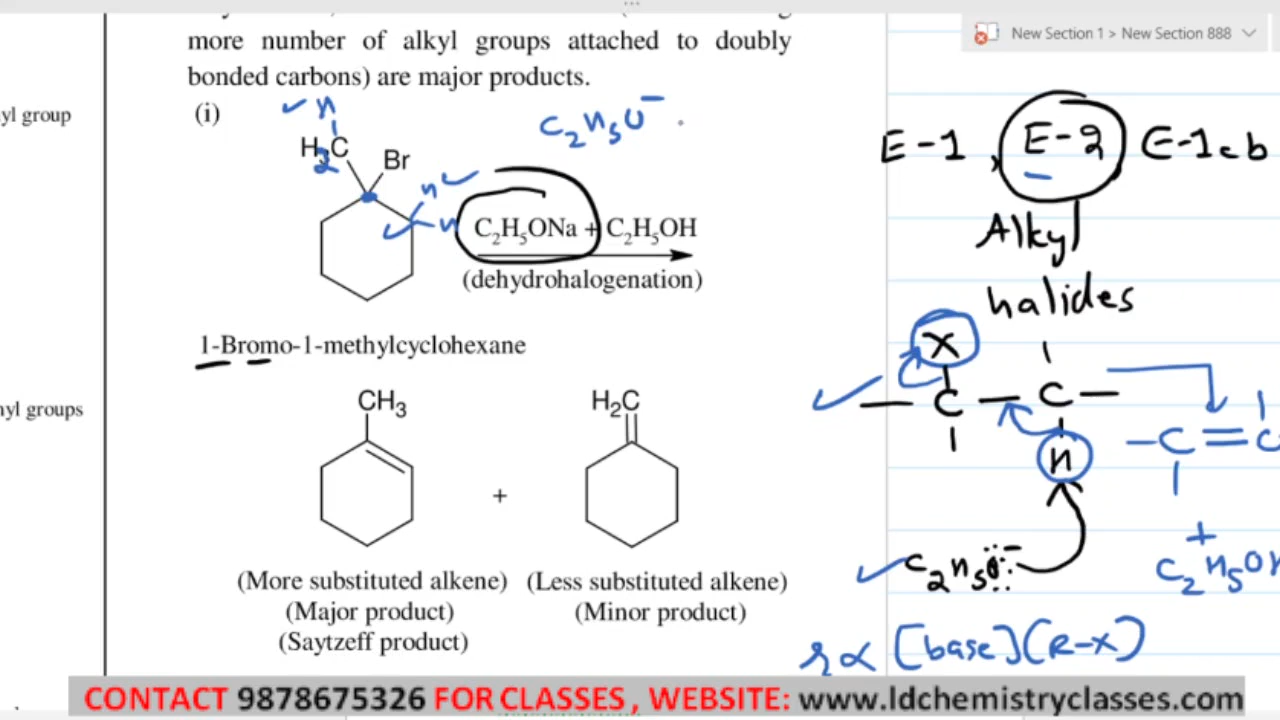 more number of alkyl groups attached to doubly
bonded carbons) are major products.
New Section 1 > New Section 888
yl group
(i)
H
C₂H₅O⁻
H₂C
Br
H
H
C₂H₅ONa + C₂H₅OH
(dehydrohalogenation)
1-Bromo-1-methylcyclohexane
nyl groups
CH₃
+
H₂C
(More substituted alkene) (Less substituted alkene)
(Major product) (Minor product)
(Saytzeff product)
E-1, E-2 E-1cb
Alkyl
halides
X
— C — C —
H
— C = C
+
C₂H₅O⁻
C₂H₅OH
r ∝ [base] (R-X)
CONTACT 9878675326 FOR CLASSES , WEBSITE: www.ldchemistryclasses.com